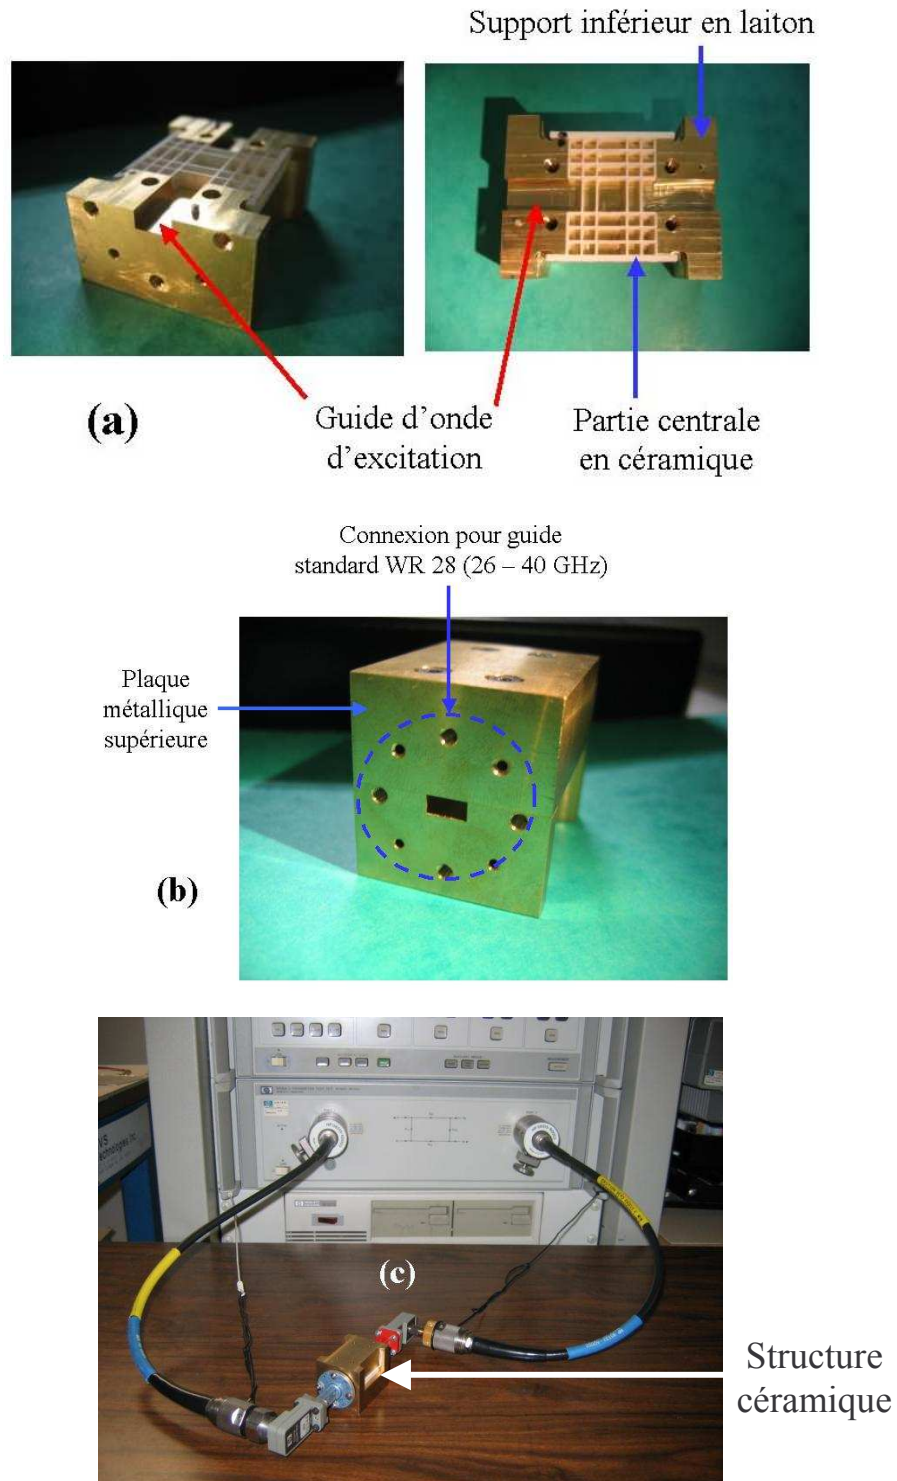 Support inférieur en laiton
(a)
Guide d'onde
d'excitation
Partie centrale
en céramique
Connexion pour guide
standard WR 28 (26 – 40 GHz)
Plaque
métallique
supérieure
(b)
(c)
Structure
céramique